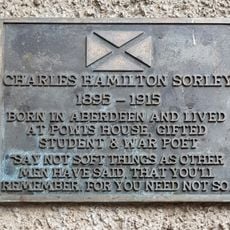 CHARLES HAMILTON SORLEY
1895 – 1915
BORN IN ABERDEEN AND LIVED
AT POWIS HOUSE, GIFTED
STUDENT & WAR POET
"SAY NOT SOFT THINGS AS OTHER
MEN HAVE SAID, THAT YOU'LL
REMEMBER, FOR YOU NEED NOT SO.